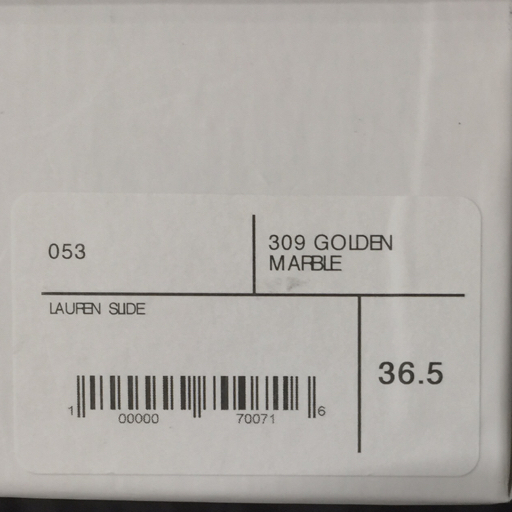 053
309 GOLDEN
MARBLE
LAUREN SLIDE
36.5
1 00000 70071 6